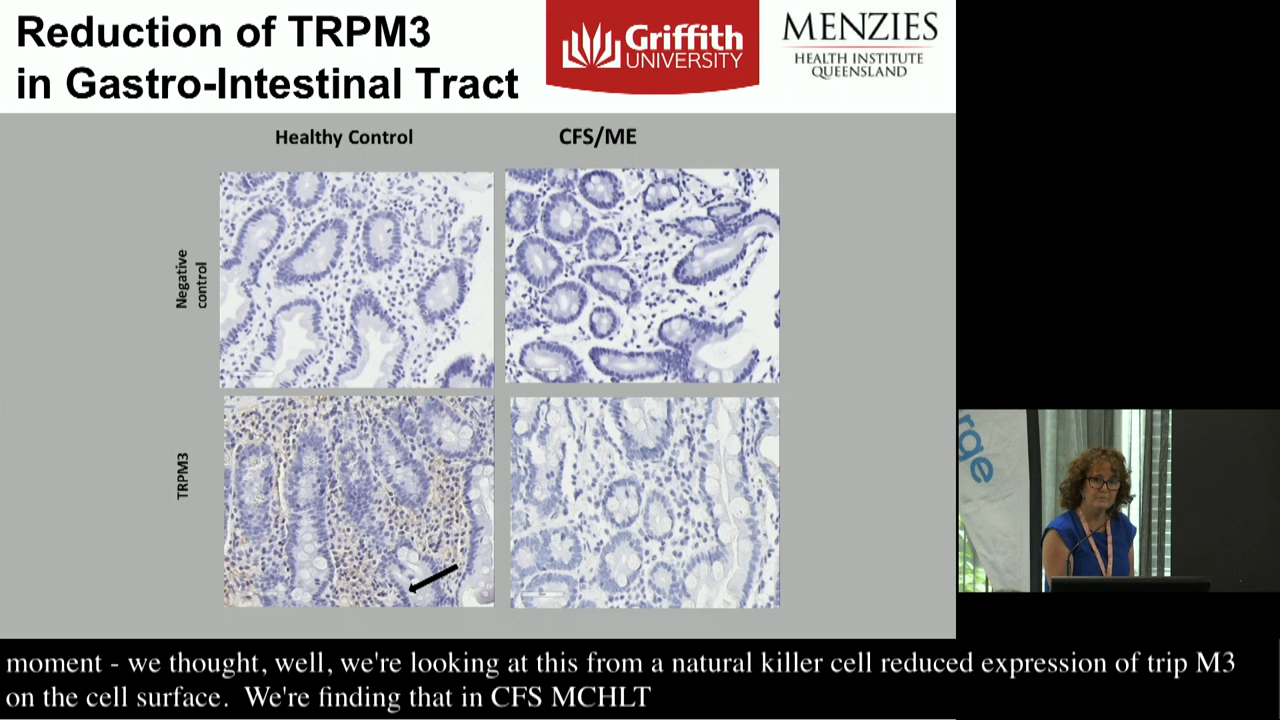 Reduction of TRPM3
in Gastro-Intestinal Tract
Griffith
UNIVERSITY
MENZIES
HEALTH INSTITUTE
QUEENSLAND
Healthy Control
CFS/ME
Negative
control
TRPM3
rge
moment - we thought, well, we're looking at this from a natural killer cell reduced expression of trip M3
on the cell surface.  We're finding that in CFS MCHLT